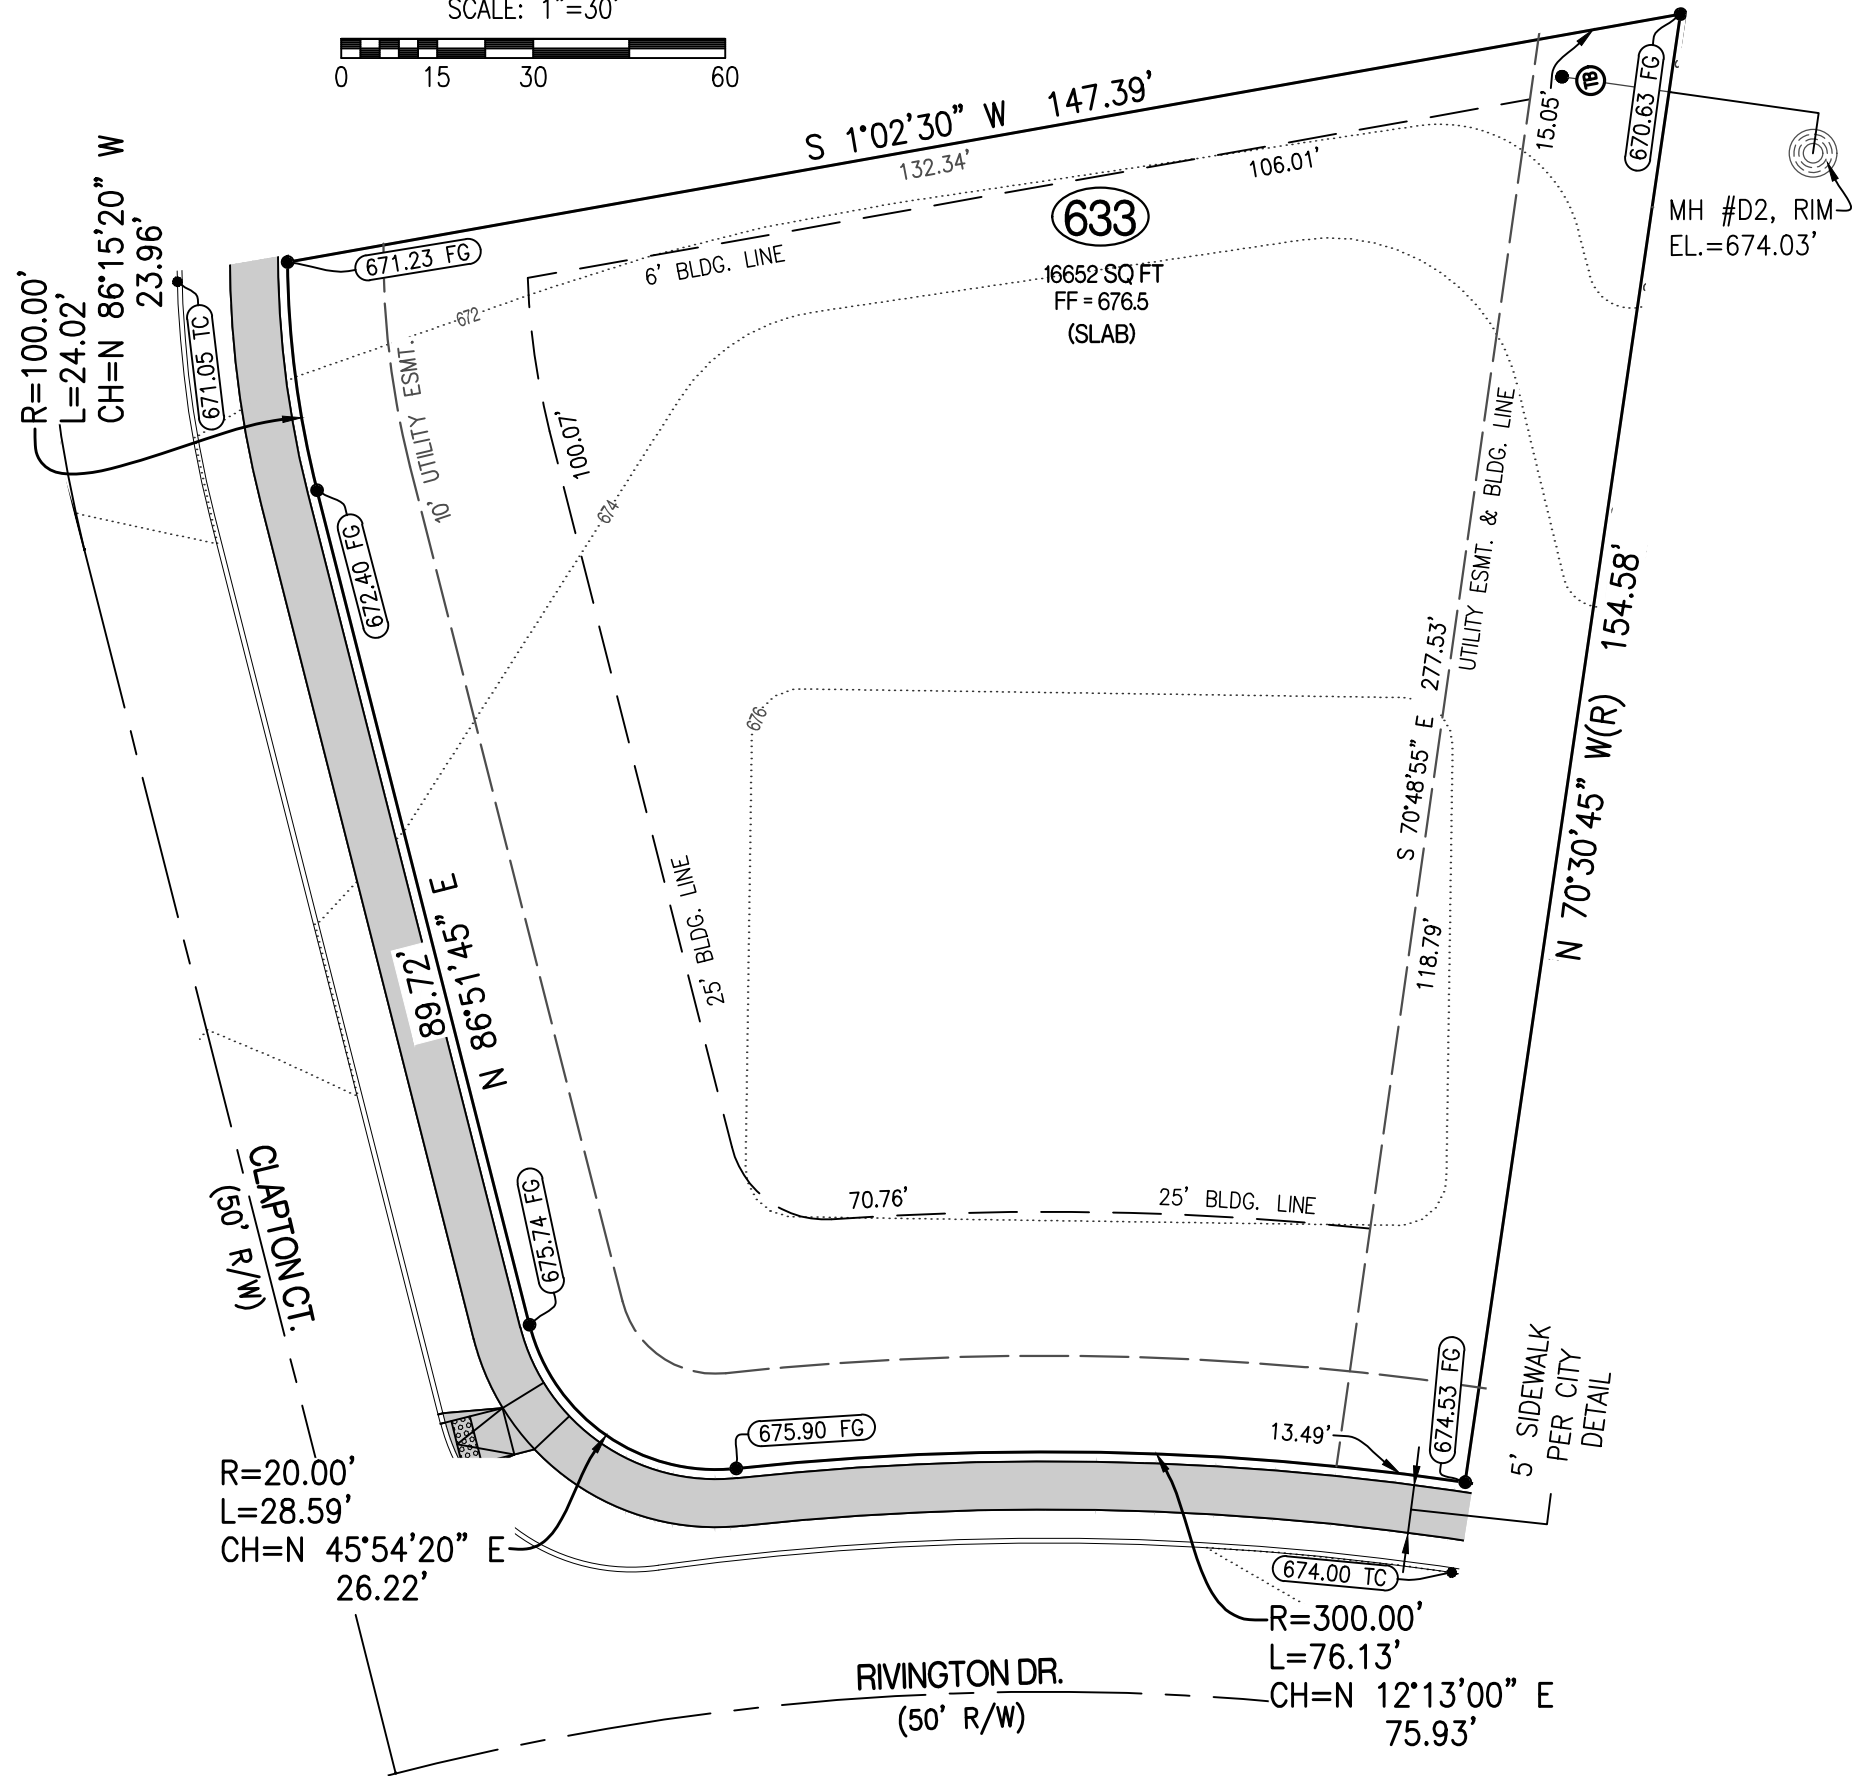 SCALE: 1"=30'
0 15 30 60
S 1°02'30" W 147.39'
132.34'
106.01'
15.05'
TB
670.63 FG
MH #D2, RIM
EL.=674.03'
633
16652 SQ FT
FF = 676.5
(SLAB)
R=100.00'
L=24.02'
CH=N 86°15'20" W
23.96'
671.05 TC
671.23 FG
6' BLDG. LINE
672
10' UTILITY ESMT.
100.07'
674
672.40 FG
UTILITY ESMT. & BLDG. LINE
S 70°48'55" E 277.53'
154.58'
N 70°30'45" W(R)
676
118.79'
25' BLDG. LINE
N 86°51'45" E
89.72'
CLAPTON CT.
(50' R/W)
675.74 FG
70.76'
25' BLDG. LINE
675.90 FG
13.49'
674.53 FG
5' SIDEWALK
PER CITY
DETAIL
R=20.00'
L=28.59'
CH=N 45°54'20" E
26.22'
674.00 TC
R=300.00'
L=76.13'
CH=N 12°13'00" E
75.93'
RIVINGTON DR.
(50' R/W)